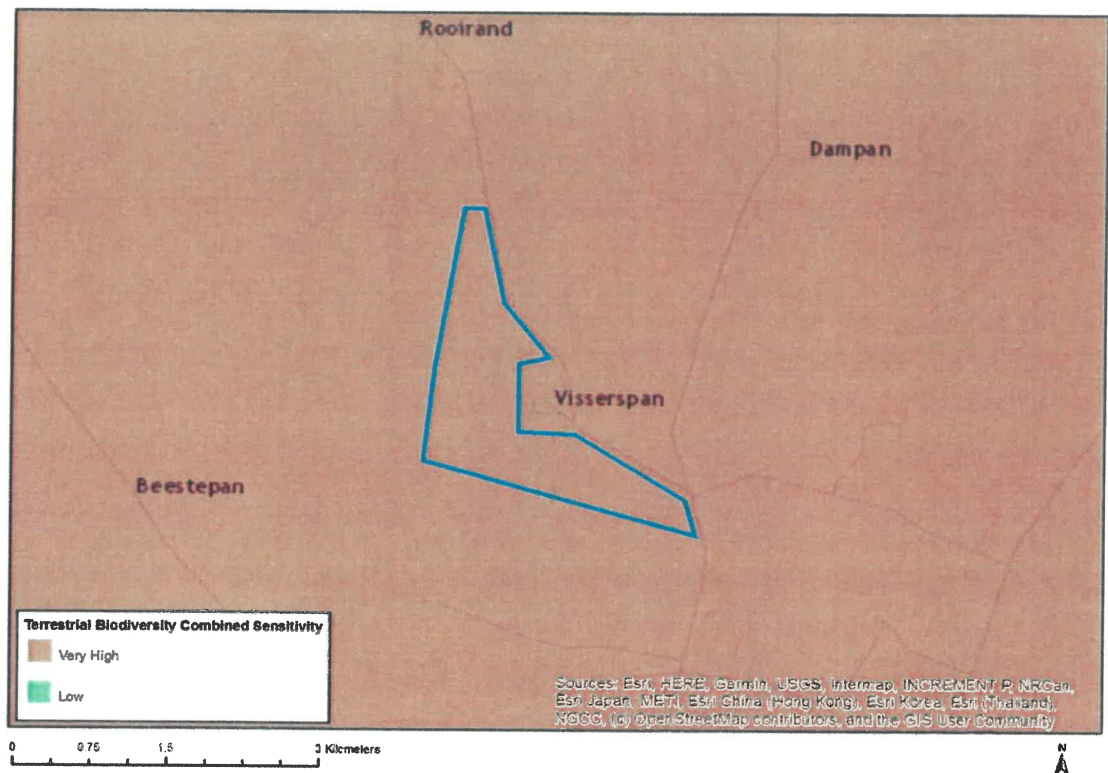 Rooirand
Dampan
Visserspan
Beestepan
Terrestrial Biodiversity Combined Sensitivity
Very High
Low
Sources: Esri, HERE, Garmin, USGS, Intermap, INCREMENT P, NRCan,
Esri Japan, METI, Esri China (Hong Kong), Esri Korea, Esri (Thailand),
NGCC, (c) OpenStreetMap contributors, and the GIS User Community
0 0.75 1.5 3 Kilometers
N